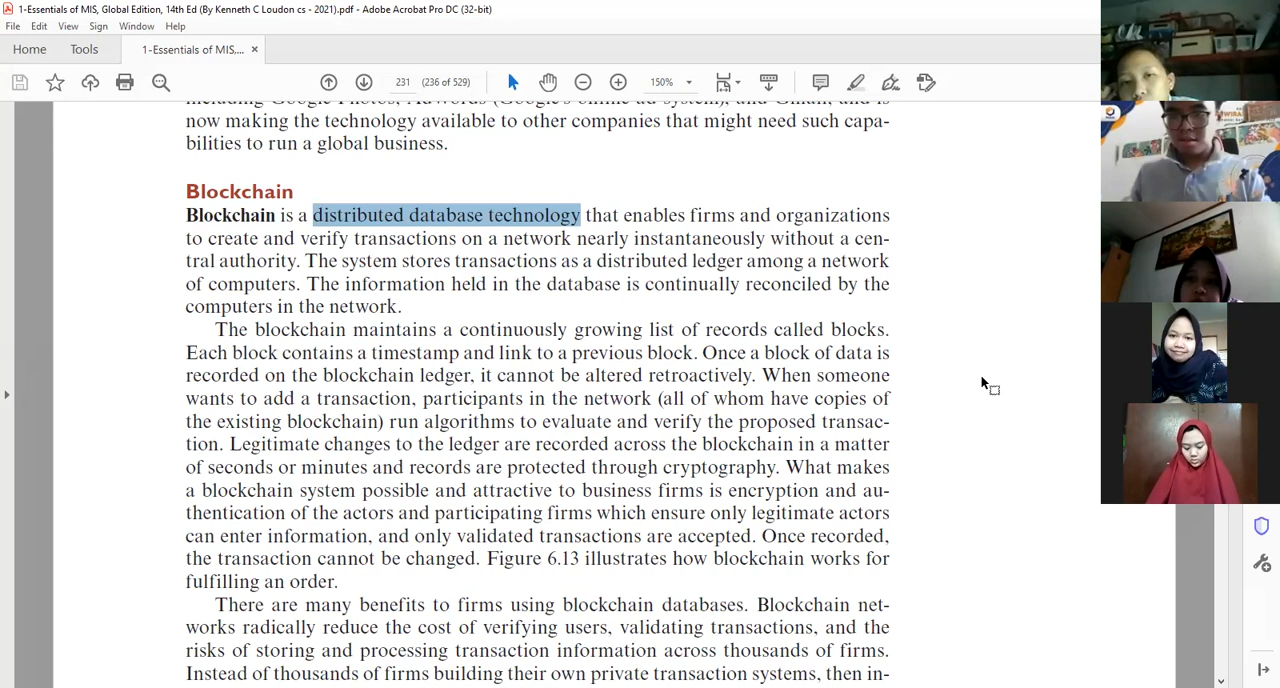 1-Essentials of MIS, Global Edition, 14th Ed (By Kenneth C Loudon cs - 2021).pdf - Adobe Acrobat Pro DC (32-bit)
File Edit View Sign Window Help
Home Tools 1-Essentials of MIS,... ×
231 (236 of 529) 150%
including Google Photos, AdWords (Google's online ad system), and Gmail, and is
now making the technology available to other companies that might need such capa-
bilities to run a global business.
Blockchain
Blockchain is a distributed database technology that enables firms and organizations
to create and verify transactions on a network nearly instantaneously without a cen-
tral authority. The system stores transactions as a distributed ledger among a network
of computers. The information held in the database is continually reconciled by the
computers in the network.
The blockchain maintains a continuously growing list of records called blocks.
Each block contains a timestamp and link to a previous block. Once a block of data is
recorded on the blockchain ledger, it cannot be altered retroactively. When someone
wants to add a transaction, participants in the network (all of whom have copies of
the existing blockchain) run algorithms to evaluate and verify the proposed transac-
tion. Legitimate changes to the ledger are recorded across the blockchain in a matter
of seconds or minutes and records are protected through cryptography. What makes
a blockchain system possible and attractive to business firms is encryption and au-
thentication of the actors and participating firms which ensure only legitimate actors
can enter information, and only validated transactions are accepted. Once recorded,
the transaction cannot be changed. Figure 6.13 illustrates how blockchain works for
fulfilling an order.
There are many benefits to firms using blockchain databases. Blockchain net-
works radically reduce the cost of verifying users, validating transactions, and the
risks of storing and processing transaction information across thousands of firms.
Instead of thousands of firms building their own private transaction systems, then in-